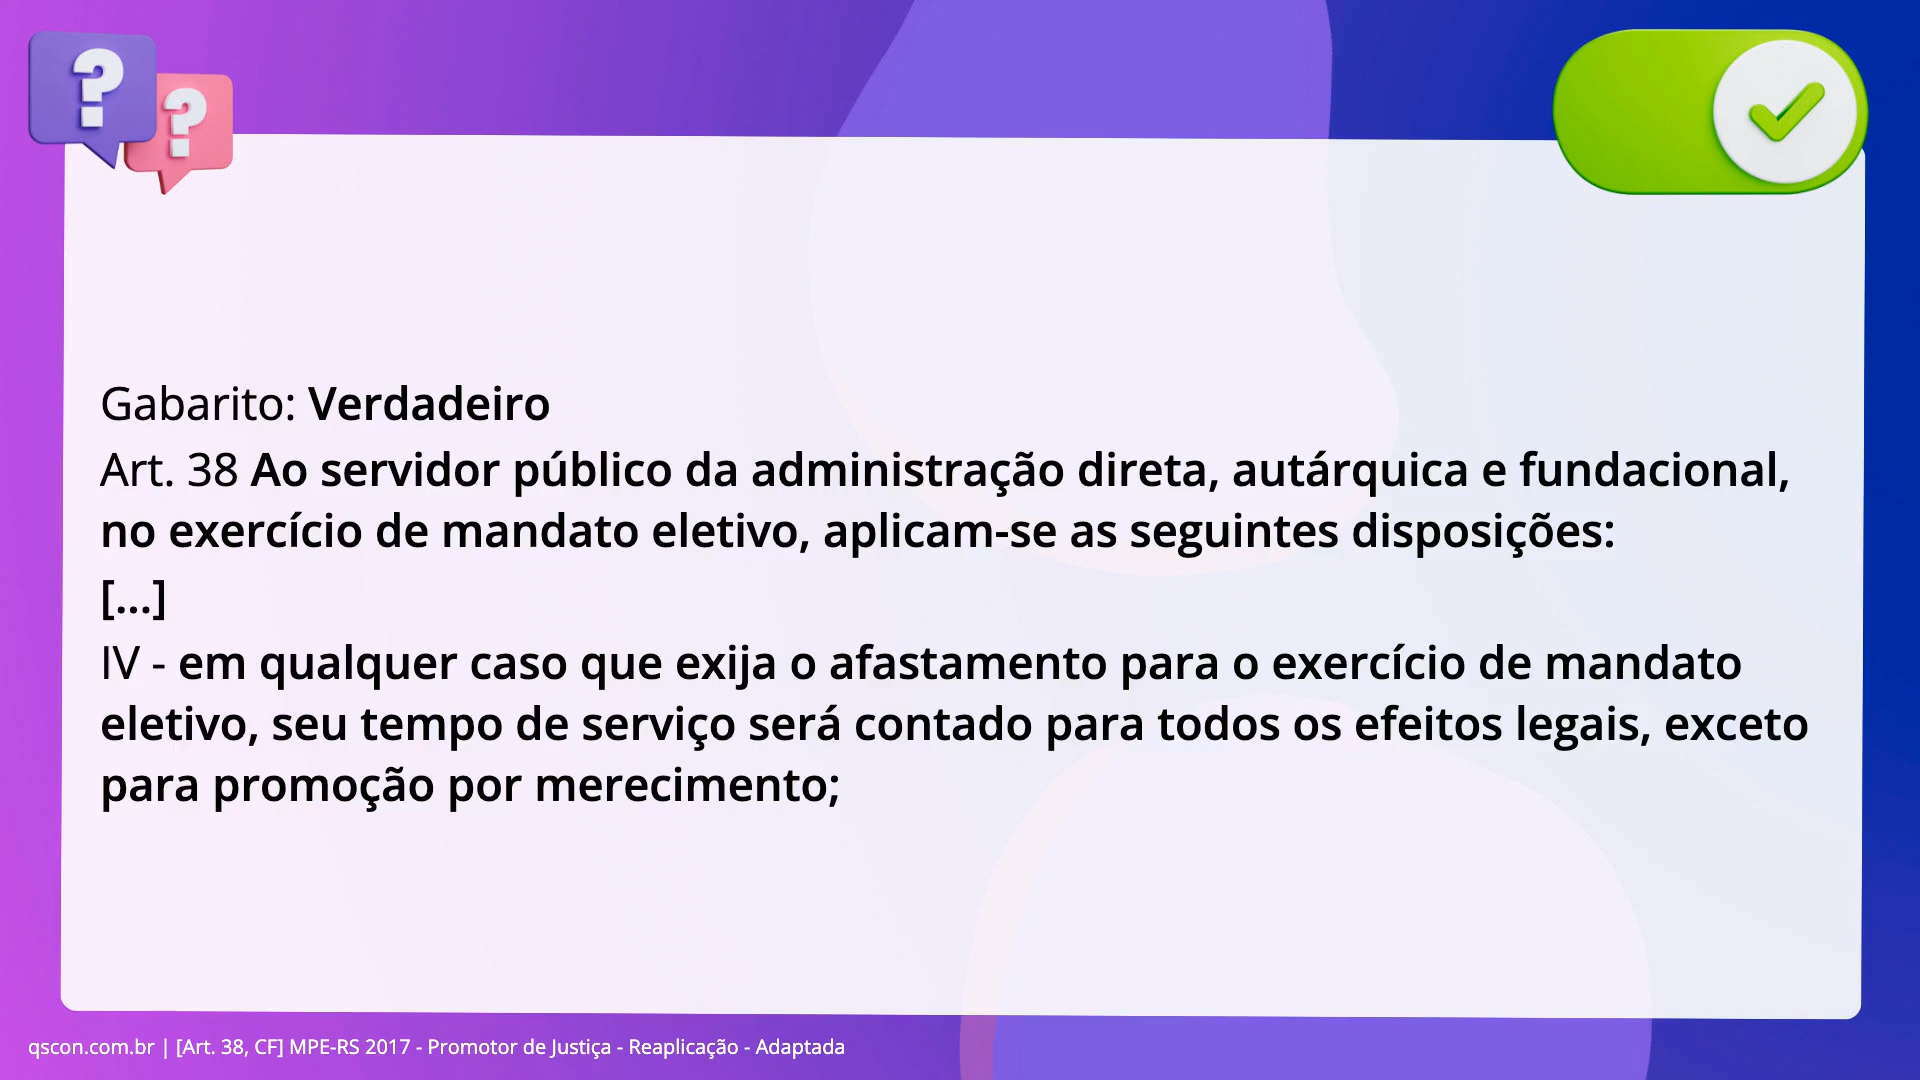 ?
?
Gabarito: Verdadeiro
Art. 38 Ao servidor público da administração direta, autárquica e fundacional,
no exercício de mandato eletivo, aplicam-se as seguintes disposições:
[...]
IV - em qualquer caso que exija o afastamento para o exercício de mandato
eletivo, seu tempo de serviço será contado para todos os efeitos legais, exceto
para promoção por merecimento;
qscon.com.br | [Art. 38, CF] MPE-RS 2017 - Promotor de Justiça - Reaplicação - Adaptada